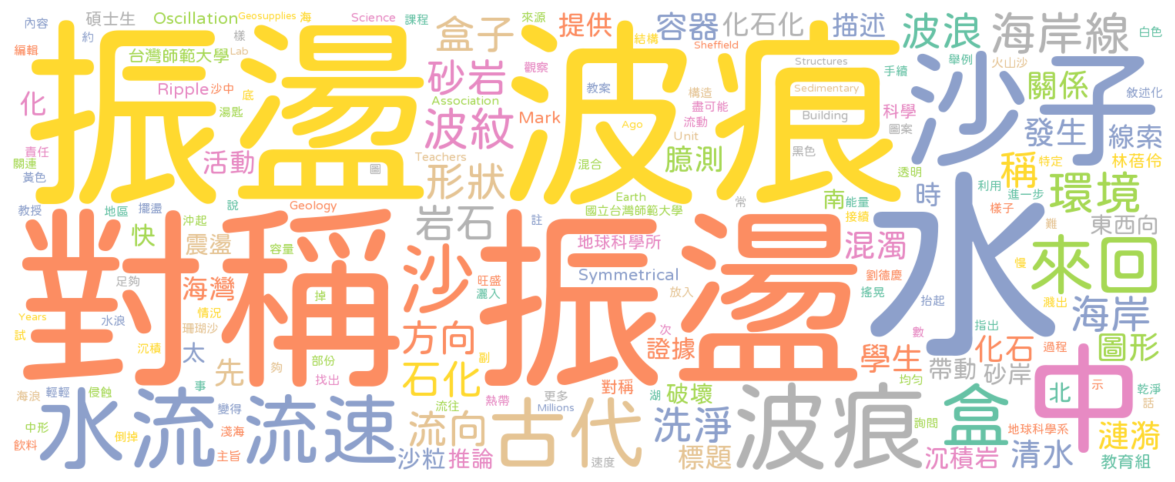 振盪波痕
對稱振盪
水
沙子
中
波痕
水流
流速
古代
來回
盒
沙
環境
海岸線
波浪
描述
化石化
容器
提供
盒子
砂岩
波紋
形狀
岩石
方向
石化
流向
洗淨
標題
海岸
圖形
化石
學生
證據
混濁
關係
發生
線索
稱
臆測
活動
化
快
震盪
海灣
太
先
時
南
北
東西向
帶動
砂岸
漣漪
清水
沉積岩
破壞
推論
沙粒
對稱
科學
林蓓伶
教育組
地球科學系
地球科學所
國立台灣師範大學
台灣師範大學
碩士生
Oscillation
Geosupplies
Science
海
課程
來源
結構
Sheffield
Structures
手續
舉例
火山沙
白色
敘述化
內容
約
樣
編輯
Lab
Ripple
沙中
觀察
底
湯匙
Association
Mark
教案
構造
盡可能
流動
Sedimentary
Building
圖案
黑色
Unit
Ago
Teachers
混合
圖
責任
關連
黃色
透明
特定
利用
進一步
樣子
能量
常
Earth
Geology
教授
地區
擺盪
說
沖起
註
接續
難
容量
Symmetrical
劉德慶
搖晃
抬起
慢
旺盛
灑入
放入
掉
足夠
情況
珊瑚沙
Years
試
水浪
沉積
部份
找出
副
夠
次
數
指出
濺出
過程
均勻
示
事
海浪
輕輕
侵蝕
變得
中形
倒掉
淺海
飲料
主旨
熱帶
更多
流往
Millions
速度
湖
詢問
乾淨
話